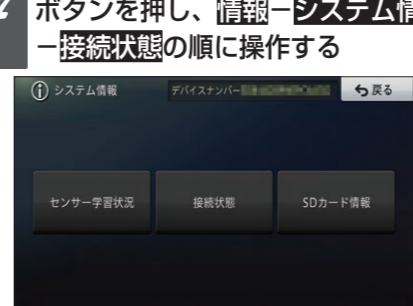 ボタンを押し、情報−システム情
−接続状態の順に操作する
システム情報
デバイスナンバー
戻る
センサー学習状況
接続状態
SDカード情報